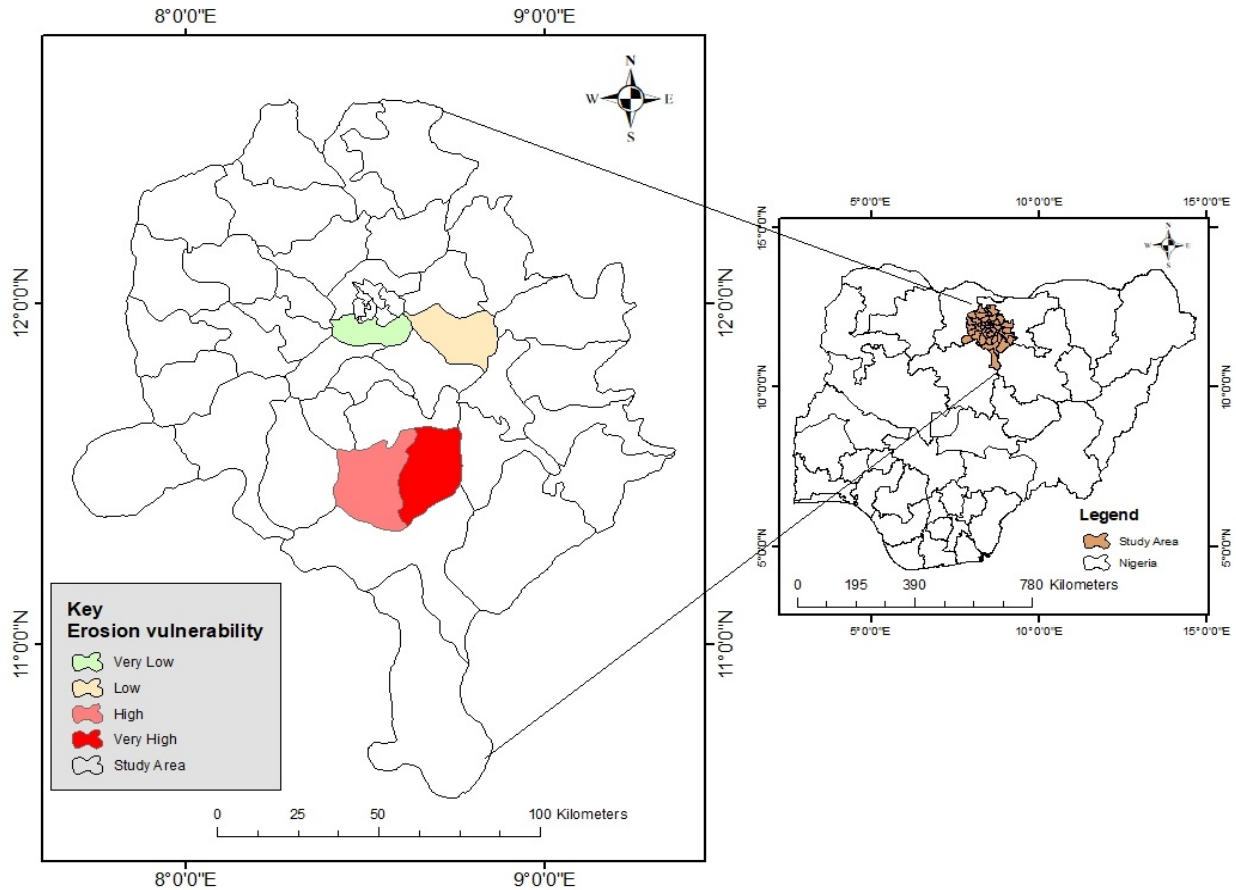 8°0'0"E 9°0'0"E
N
W E
S
12°0'0"N 12°0'0"N
11°0'0"N 11°0'0"N
Key
Erosion vulnerability
Very Low
Low
High
Very High
Study Area
0 25 50 100 Kilometers
8°0'0"E 9°0'0"E
5°0'0"E 10°0'0"E 15°0'0"E
15°0'0"N 15°0'0"N
N
W E
S
10°0'0"N 10°0'0"N
5°0'0"N 5°0'0"N
Legend
Study Area
Nigeria
0 195 390 780 Kilometers
5°0'0"E 10°0'0"E 15°0'0"E